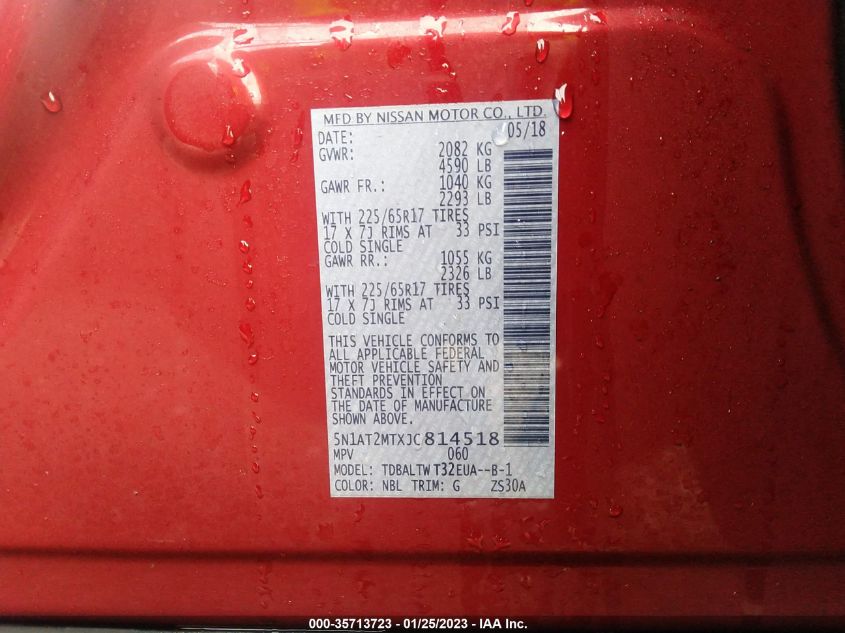 MFD BY NISSAN MOTOR CO., LTD.
DATE: 05/18
GVWR: 2082 KG
4590 LB
GAWR FR.: 1040 KG
2293 LB
WITH 225/65R17 TIRES
17 X 7J RIMS AT 33 PSI
COLD SINGLE
GAWR RR.: 1055 KG
2326 LB
WITH 225/65R17 TIRES
17 X 7J RIMS AT 33 PSI
COLD SINGLE
THIS VEHICLE CONFORMS TO
ALL APPLICABLE FEDERAL
MOTOR VEHICLE SAFETY AND
THEFT PREVENTION
STANDARDS IN EFFECT ON
THE DATE OF MANUFACTURE
SHOWN ABOVE.
5N1AT2MTXJC814518
MPV 060
MODEL: TDBALTW T32EUA--B-1
COLOR: NBL TRIM: G ZS30A
000-35713723 - 01/25/2023 - IAA Inc.